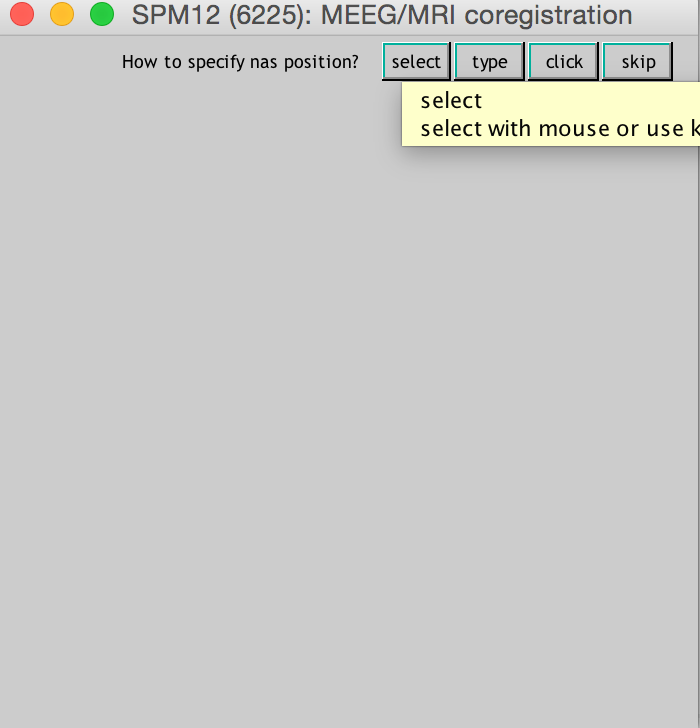 SPM12 (6225): MEEG/MRI coregistration
How to specify nas position? select type click skip
select
select with mouse or use